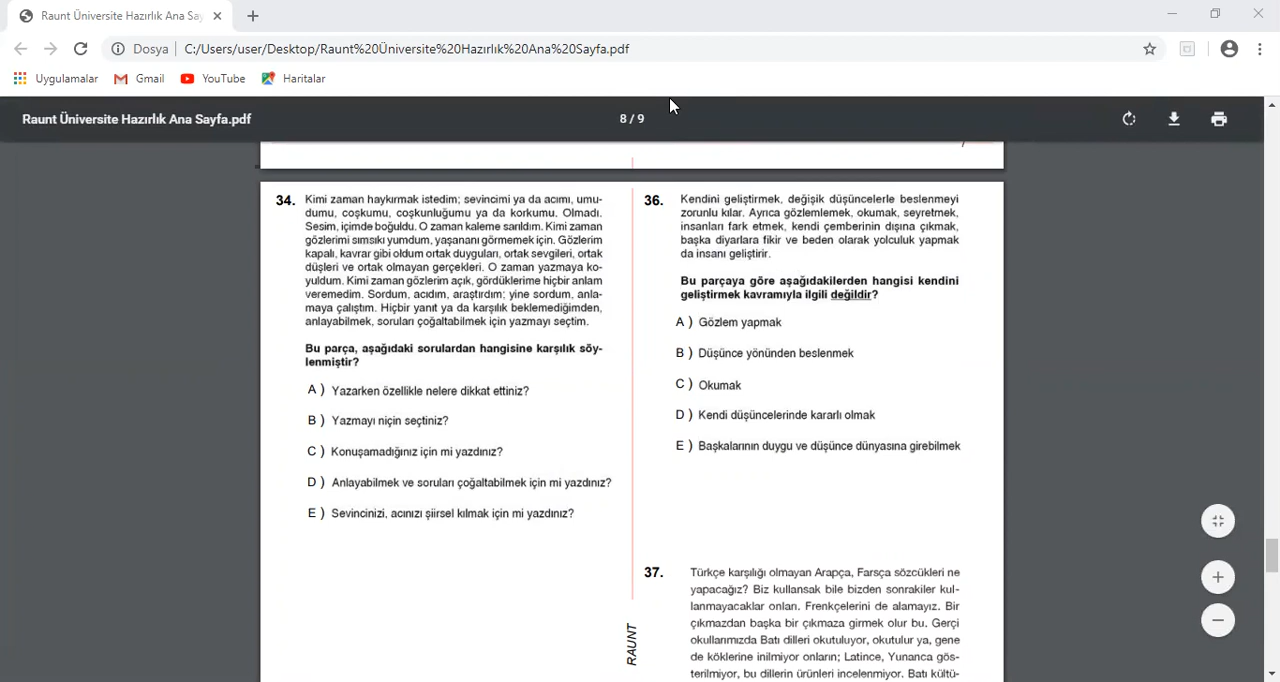 Raunt Üniversite Hazırlık Ana Say
Dosya
C:/Users/user/Desktop/Raunt%20Üniversite%20Hazırlık%20Ana%20Sayfa.pdf
Uygulamalar
Gmail
YouTube
Haritalar
Raunt Üniversite Hazırlık Ana Sayfa.pdf
8 / 9
34.
Kimi zaman haykırmak istedim; sevincimi ya da acımı, umu-
dumu, coşkumu, coşkunluğumu ya da korkumu. Olmadı.
Sesim, içimde boğuldu. O zaman kaleme sarıldım. Kimi zaman
gözlerimi sımsıkı yumdum, yaşananı görmemek için. Gözlerim
kapalı, kavrar gibi oldum ortak duyguları, ortak sevgileri, ortak
düşleri ve ortak olmayan gerçekleri. O zaman yazmaya ko-
yuldum. Kimi zaman gözlerim açık, gördüklerime hiçbir anlam
veremedim. Sordum, acıdım, araştırdım; yine sordum, anla-
maya çalıştım. Hiçbir yanıt ya da karşılık beklemediğimden,
anlayabilmek, soruları çoğaltabilmek için yazmayı seçtim.
Bu parça, aşağıdaki sorulardan hangisine karşılık söy-
lenmiştir?
A ) Yazarken özellikle nelere dikkat ettiniz?
B ) Yazmayı niçin seçtiniz?
C ) Konuşamadığınız için mi yazdınız?
D ) Anlayabilmek ve soruları çoğaltabilmek için mi yazdınız?
E ) Sevincinizi, acınızı şiirsel kılmak için mi yazdınız?
36.
Kendini geliştirmek, değişik düşüncelerle beslenmeyi
zorunlu kılar. Ayrıca gözlemlemek, okumak, seyretmek,
insanları fark etmek, kendi çemberinin dışına çıkmak,
başka diyarlara fikir ve beden olarak yolculuk yapmak
da insanı geliştirir.
Bu parçaya göre aşağıdakilerden hangisi kendini
geliştirmek kavramıyla ilgili değildir?
A ) Gözlem yapmak
B ) Düşünce yönünden beslenmek
C ) Okumak
D ) Kendi düşüncelerinde kararlı olmak
E ) Başkalarının duygu ve düşünce dünyasına girebilmek
37.
Türkçe karşılığı olmayan Arapça, Farsça sözcükleri ne
yapacağız? Biz kullansak bile bizden sonrakiler kul-
lanmayacaklar onları. Frenkçelerini de alamayız. Bir
çıkmazdan başka bir çıkmaza girmek olur bu. Gerçi
okullarımızda Batı dilleri okutuluyor, okutulur ya, gene
de köklerine inilmiyor onların; Latince, Yunanca gös-
terilmiyor, bu dillerin ürünleri incelenmiyor. Batı kültü-
RAUNT